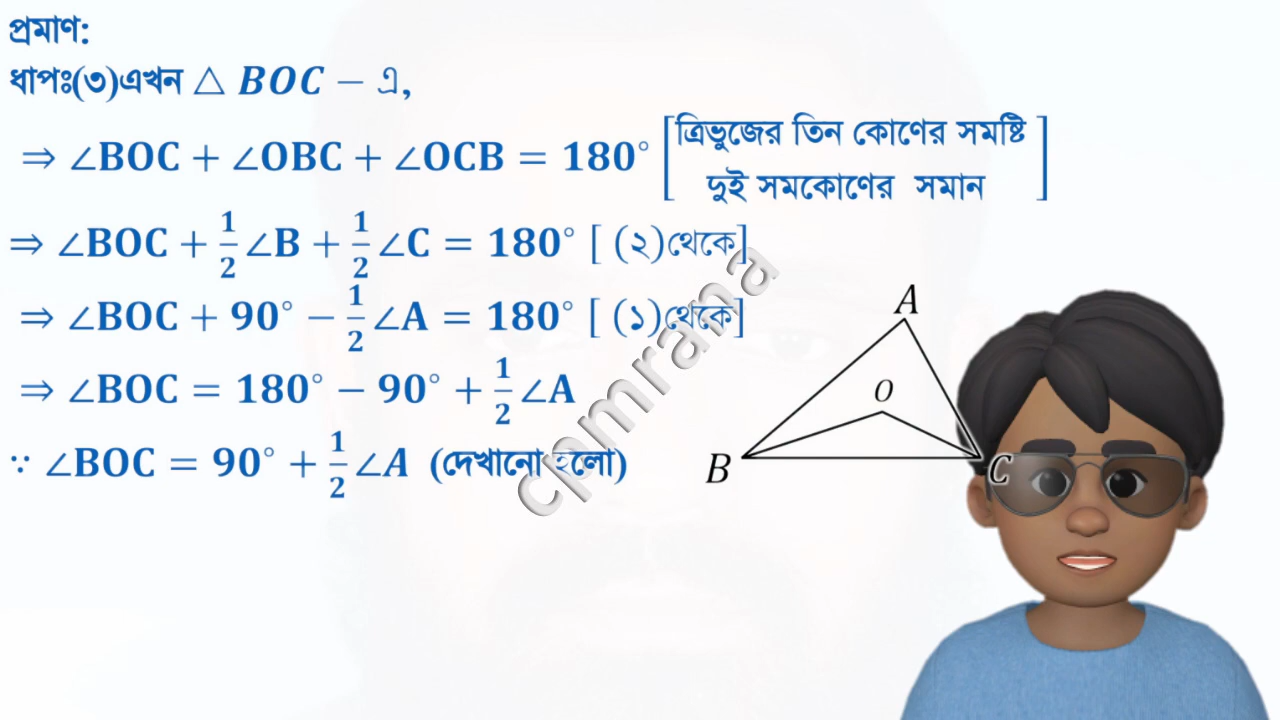 প্রমাণ:
ধাপঃ(৩)এখন △ BOC − এ,
⇒ ∠BOC + ∠OBC + ∠OCB = 180° [ত্রিভুজের তিন কোণের সমষ্টি
দুই সমকোণের সমান]
⇒ ∠BOC + 1/2 ∠B + 1/2 ∠C = 180° [ (২)থেকে]
⇒ ∠BOC + 90° − 1/2 ∠A = 180° [ (১)থেকে]
⇒ ∠BOC = 180° − 90° + 1/2 ∠A
∵ ∠BOC = 90° + 1/2 ∠A (দেখানো হলো)
A
O
B
C
cpmrana